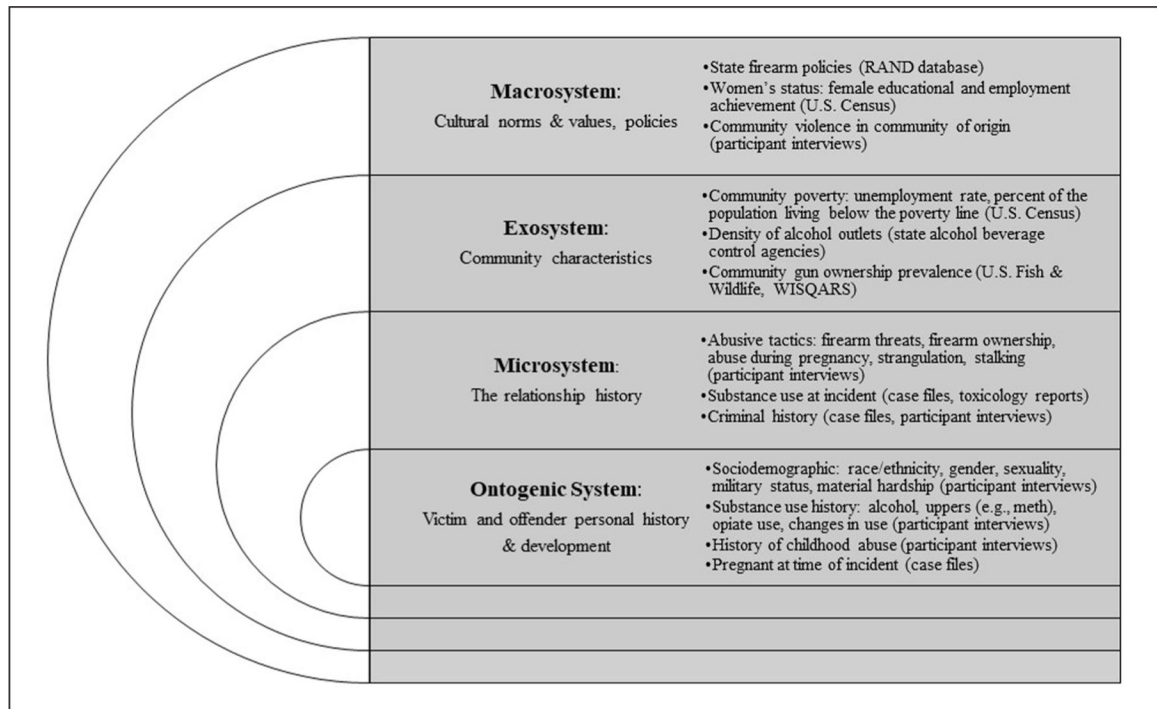 Macrosystem:
Cultural norms & values, policies
•State firearm policies (RAND database)
•Women's status: female educational and employment
achievement (U.S. Census)
•Community violence in community of origin
(participant interviews)
Exosystem:
Community characteristics
•Community poverty: unemployment rate, percent of the
population living below the poverty line (U.S. Census)
•Density of alcohol outlets (state alcohol beverage
control agencies)
•Community gun ownership prevalence (U.S. Fish &
Wildlife, WISQARS)
Microsystem:
The relationship history
•Abusive tactics: firearm threats, firearm ownership,
abuse during pregnancy, strangulation, stalking
(participant interviews)
•Substance use at incident (case files, toxicology reports)
•Criminal history (case files, participant interviews)
Ontogenic System:
Victim and offender personal history
& development
•Sociodemographic: race/ethnicity, gender, sexuality,
military status, material hardship (participant interviews)
•Substance use history: alcohol, uppers (e.g., meth),
opiate use, changes in use (participant interviews)
•History of childhood abuse (participant interviews)
•Pregnant at time of incident (case files)